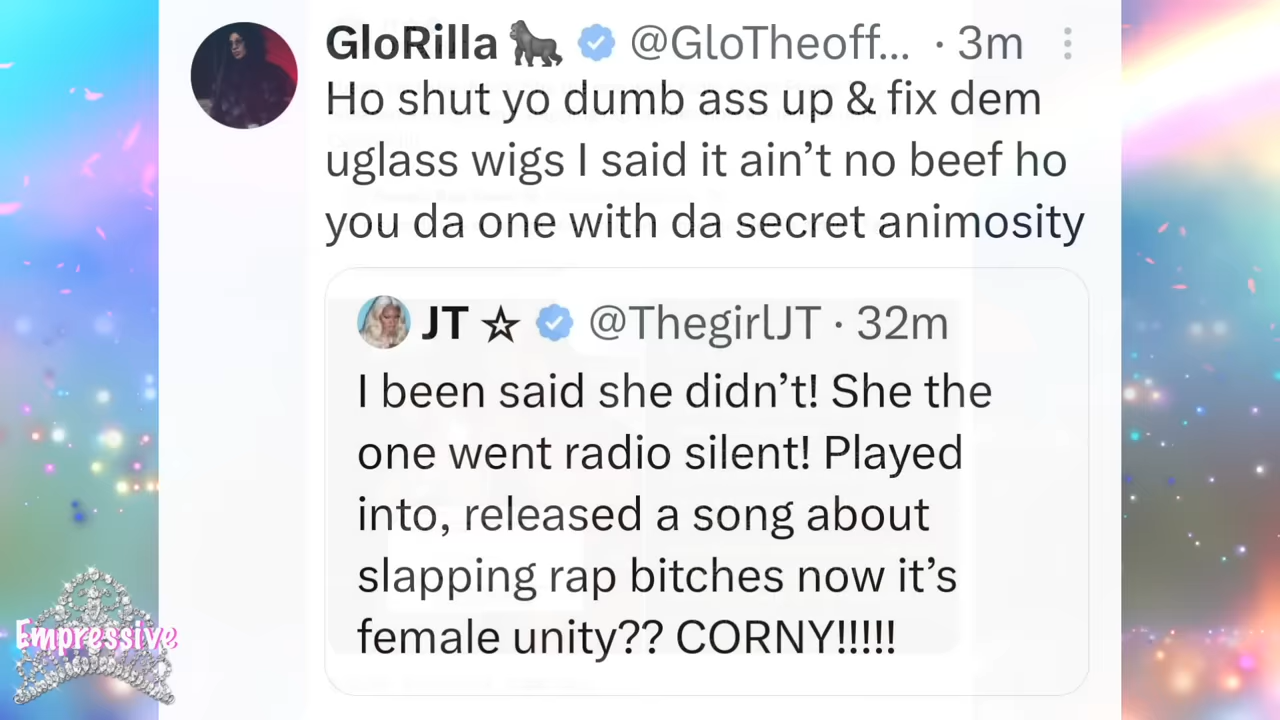 GloRilla 🦍 @GloTheoff... · 3m
Ho shut yo dumb ass up & fix dem
uglass wigs I said it ain't no beef ho
you da one with da secret animosity
JT ☆ @ThegirlJT · 32m
I been said she didn't! She the
one went radio silent! Played
into, released a song about
slapping rap bitches now it's
female unity?? CORNY!!!!!
Empressive